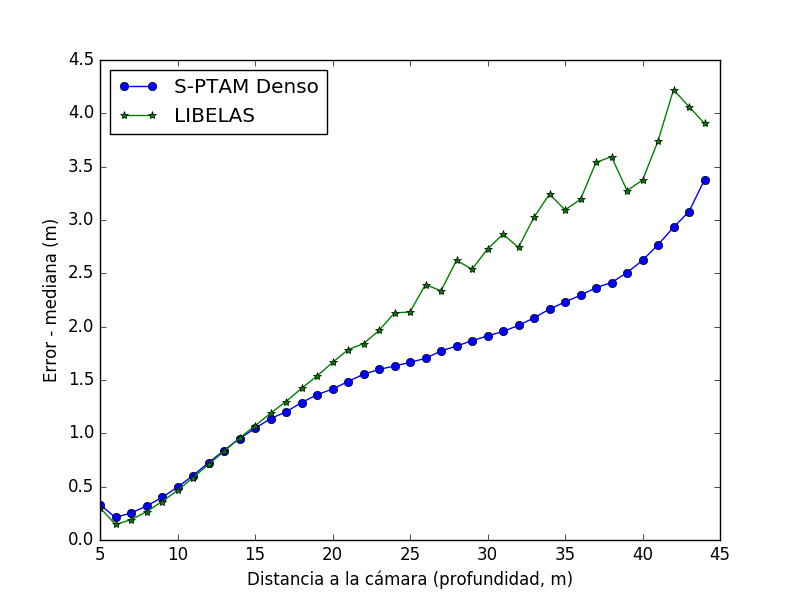 S-PTAM Denso
LIBELAS
Error - mediana (m)
4.5
4.0
3.5
3.0
2.5
2.0
1.5
1.0
0.5
0.0
5 10 15 20 25 30 35 40 45
Distancia a la cámara (profundidad, m)